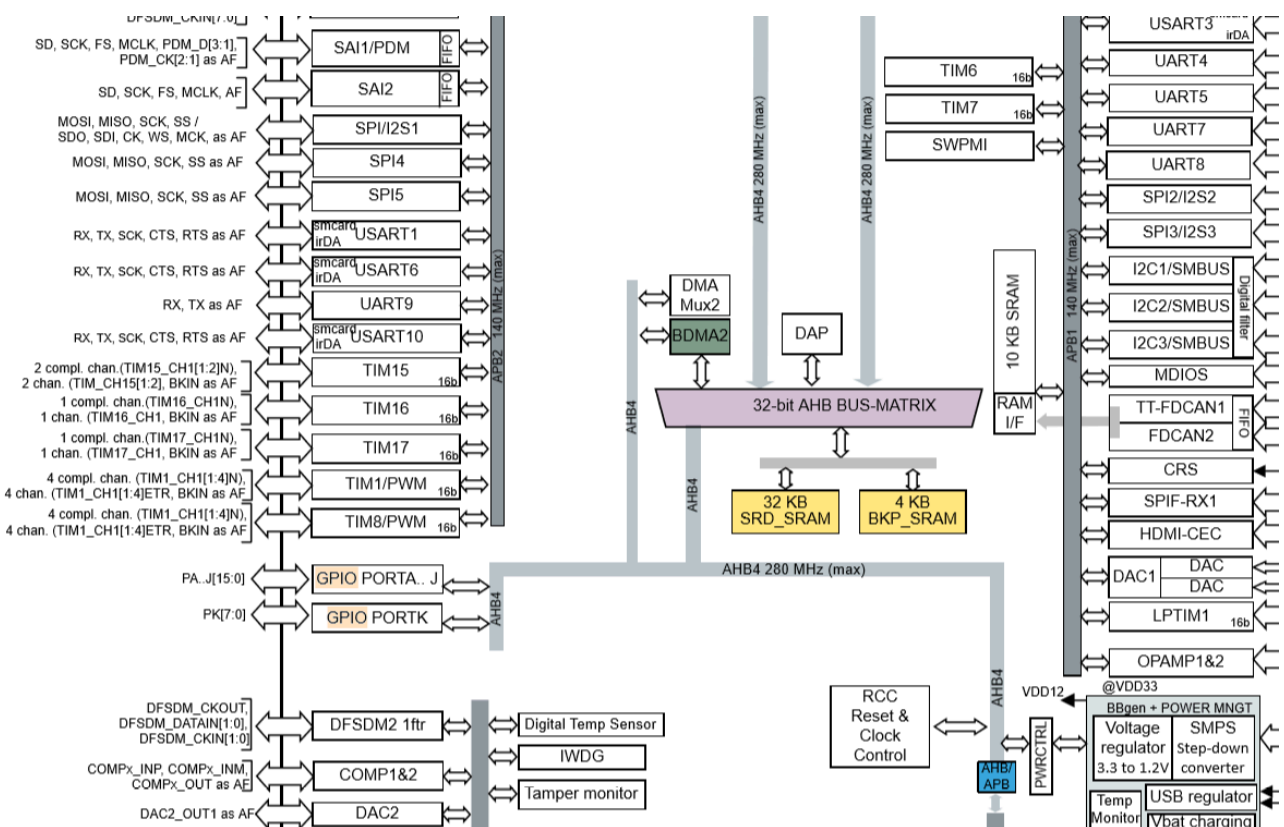 DFSDM_CKIN[7:0]
SD, SCK, FS, MCLK, PDM_D[3:1],
PDM_CK[2:1] as AF
SAI1/PDM
FIFO
SD, SCK, FS, MCLK, AF
SAI2
FIFO
MOSI, MISO, SCK, SS /
SDO, SDI, CK, WS, MCK, as AF
SPI/I2S1
MOSI, MISO, SCK, SS as AF
SPI4
MOSI, MISO, SCK, SS as AF
SPI5
RX, TX, SCK, CTS, RTS as AF
smcard
irDA
USART1
RX, TX, SCK, CTS, RTS as AF
smcard
irDA
USART6
RX, TX as AF
UART9
RX, TX, SCK, CTS, RTS as AF
smcard
irDA
USART10
2 compl. chan.(TIM15_CH1[1:2]N),
2 chan. (TIM_CH15[1:2], BKIN as AF
TIM15
16b
1 compl. chan.(TIM16_CH1N),
1 chan. (TIM16_CH1, BKIN as AF
TIM16
16b
1 compl. chan.(TIM17_CH1N),
1 chan. (TIM17_CH1, BKIN as AF
TIM17
16b
4 compl. chan. (TIM1_CH1[1:4]N),
4 chan. (TIM1_CH1[1:4]ETR, BKIN as AF
TIM1/PWM
16b
4 compl. chan. (TIM1_CH1[1:4]N),
4 chan. (TIM1_CH1[1:4]ETR, BKIN as AF
TIM8/PWM
16b
APB2 140 MHz (max)
PA..J[15:0]
GPIO PORTA.. J
PK[7:0]
GPIO PORTK
AHB4
DFSDM_CKOUT,
DFSDM_DATAIN[1:0],
DFSDM_CKIN[1:0]
DFSDM2 1ftr
COMPx_INP, COMPx_INM,
COMPx_OUT as AF
COMP1&2
DAC2_OUT1 as AF
DAC2
Digital Temp Sensor
IWDG
Tamper monitor
AHB4 280 MHz (max)
AHB4 280 MHz (max)
DMA
Mux2
BDMA2
DAP
AHB4
32-bit AHB BUS-MATRIX
AHB4
32 KB
SRD_SRAM
4 KB
BKP_SRAM
AHB4 280 MHz (max)
AHB4
RCC
Reset &
Clock
Control
AHB/
APB
PWRCTRL
TIM6
16b
TIM7
16b
SWPMI
10 KB SRAM
RAM
I/F
APB1 140 MHz (max)
USART3
irDA
UART4
UART5
UART7
UART8
SPI2/I2S2
SPI3/I2S3
I2C1/SMBUS
I2C2/SMBUS
I2C3/SMBUS
Digital filter
MDIOS
TT-FDCAN1
FDCAN2
FIFO
CRS
SPIF-RX1
HDMI-CEC
DAC1
DAC
DAC
LPTIM1
16b
OPAMP1&2
VDD12
@VDD33
BBgen + POWER MNGT
Voltage
regulator
3.3 to 1.2V
SMPS
Step-down
converter
Temp
Monitor
USB regulator
Vbat charging